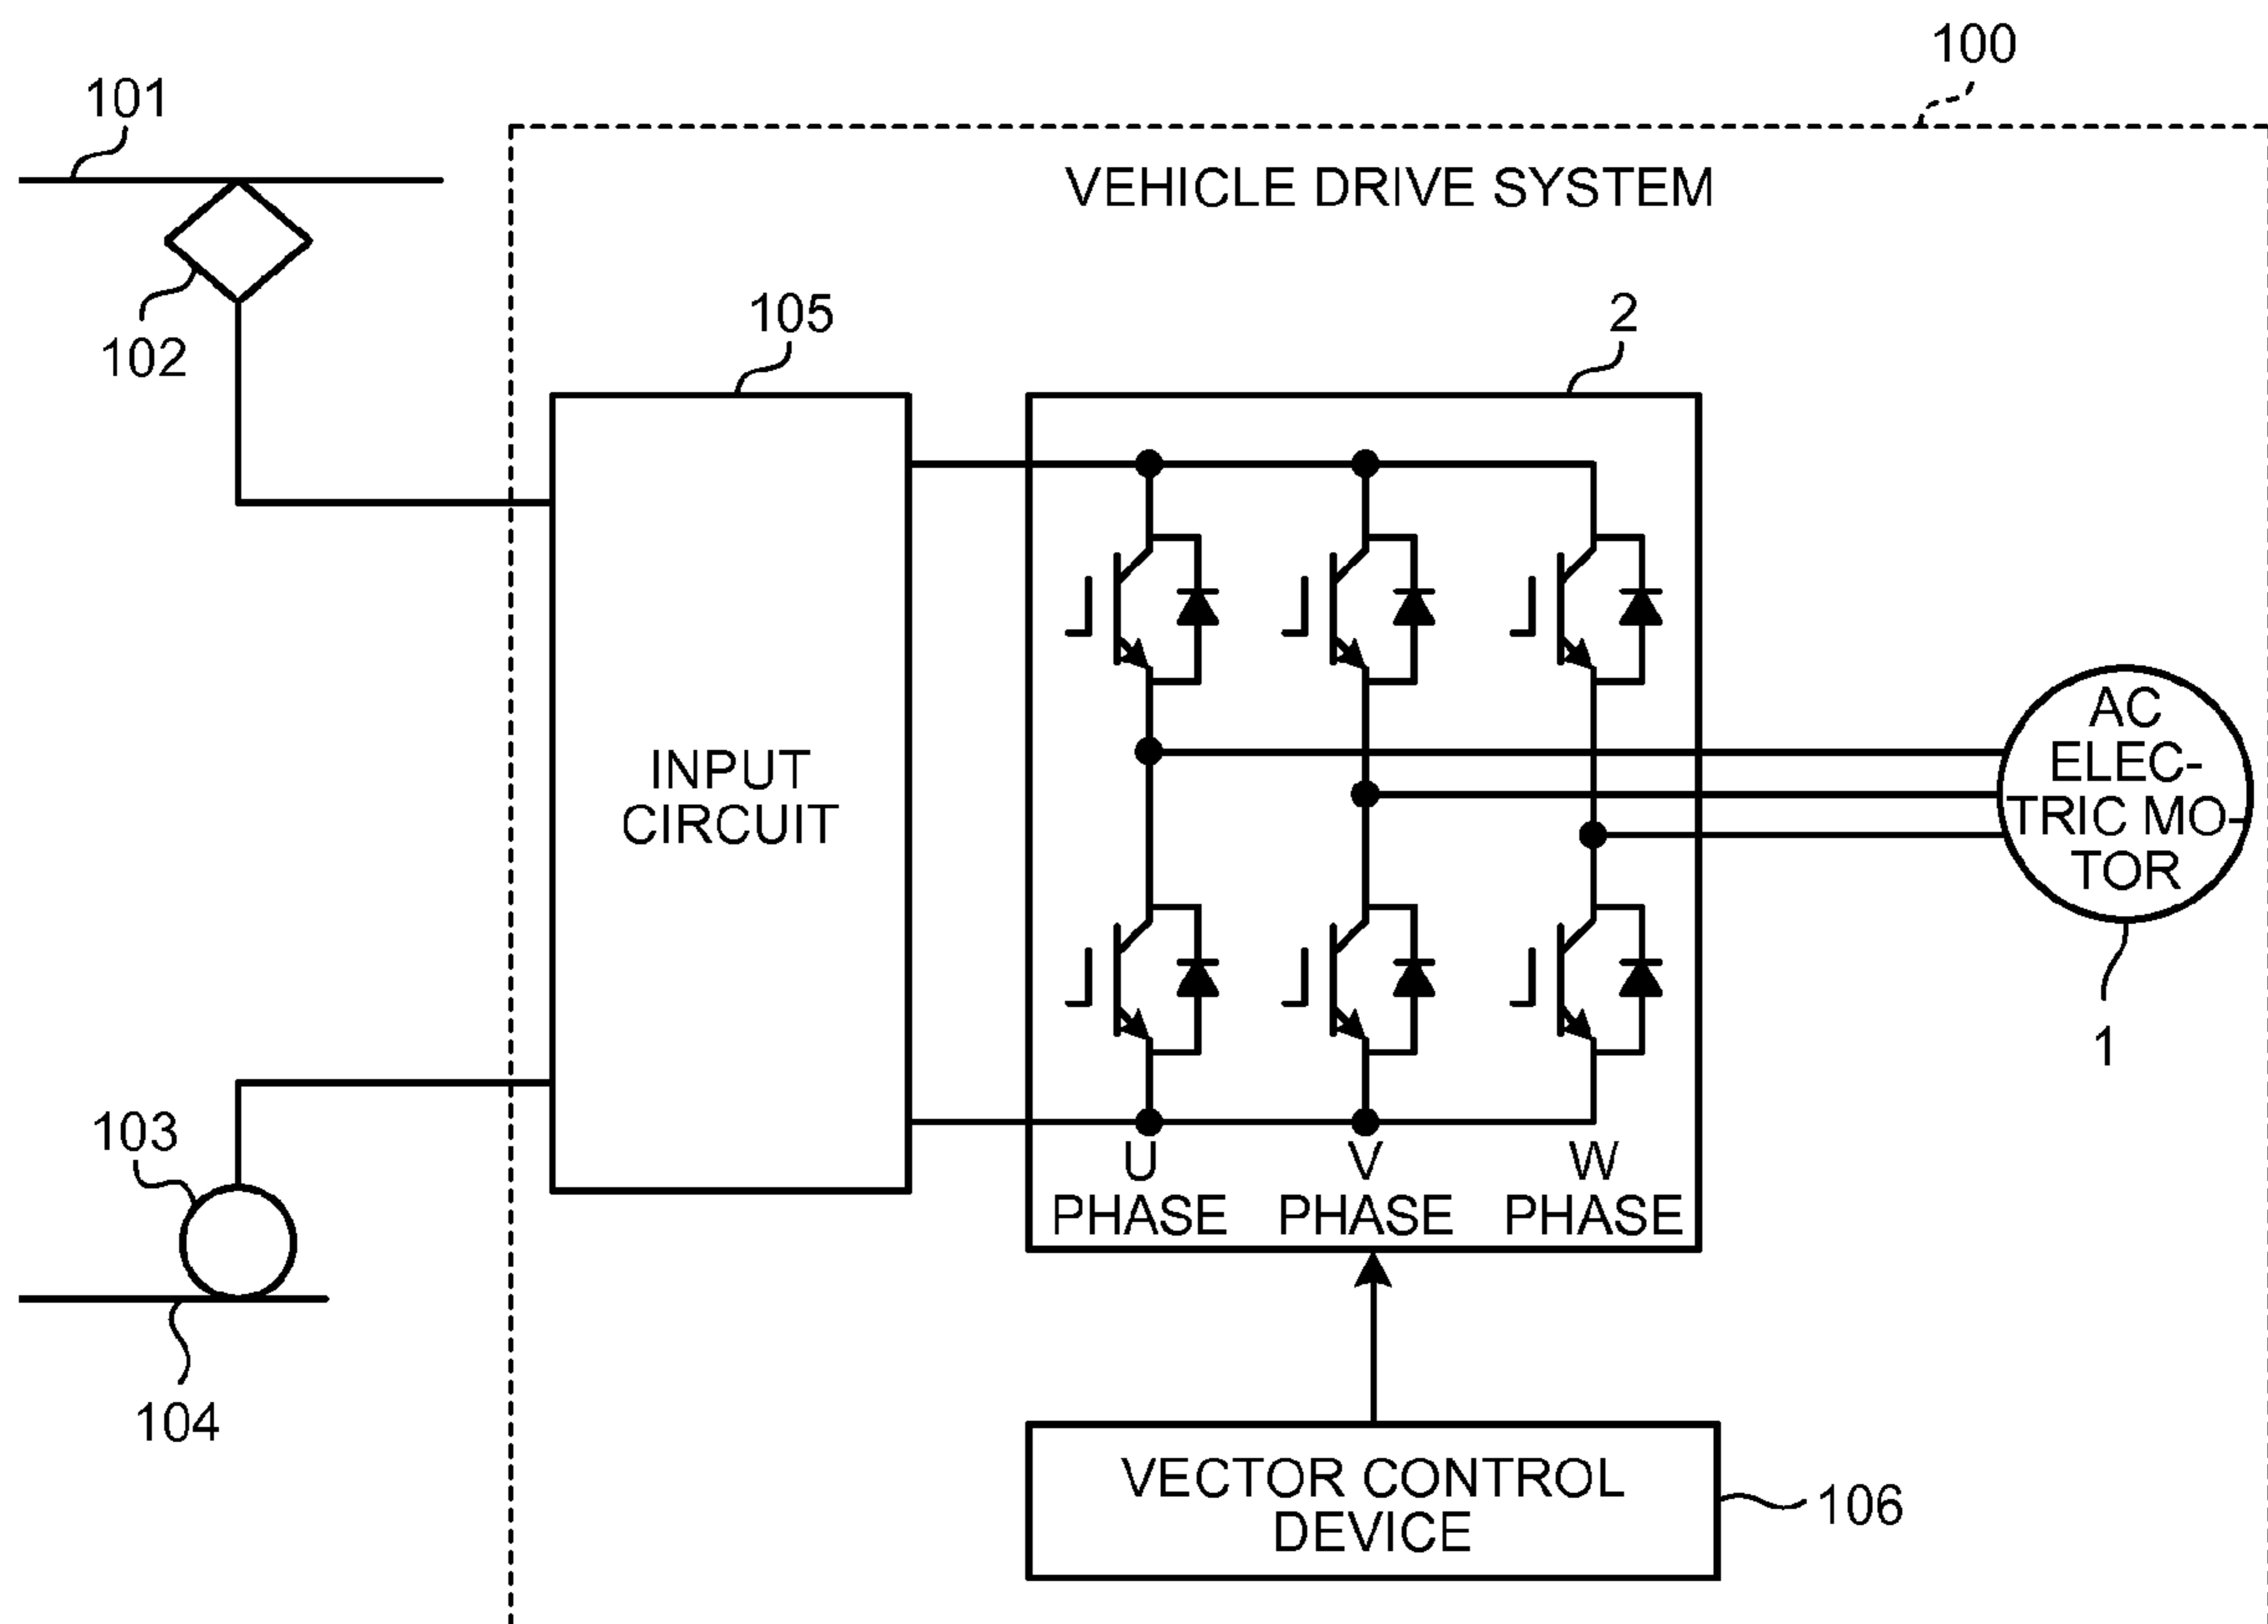 100
101
VEHICLE DRIVE SYSTEM
102
105
2
INPUT
CIRCUIT
AC
ELEC-
TRIC MO-
TOR
1
103
U
PHASE
V
PHASE
W
PHASE
104
VECTOR CONTROL
DEVICE
106